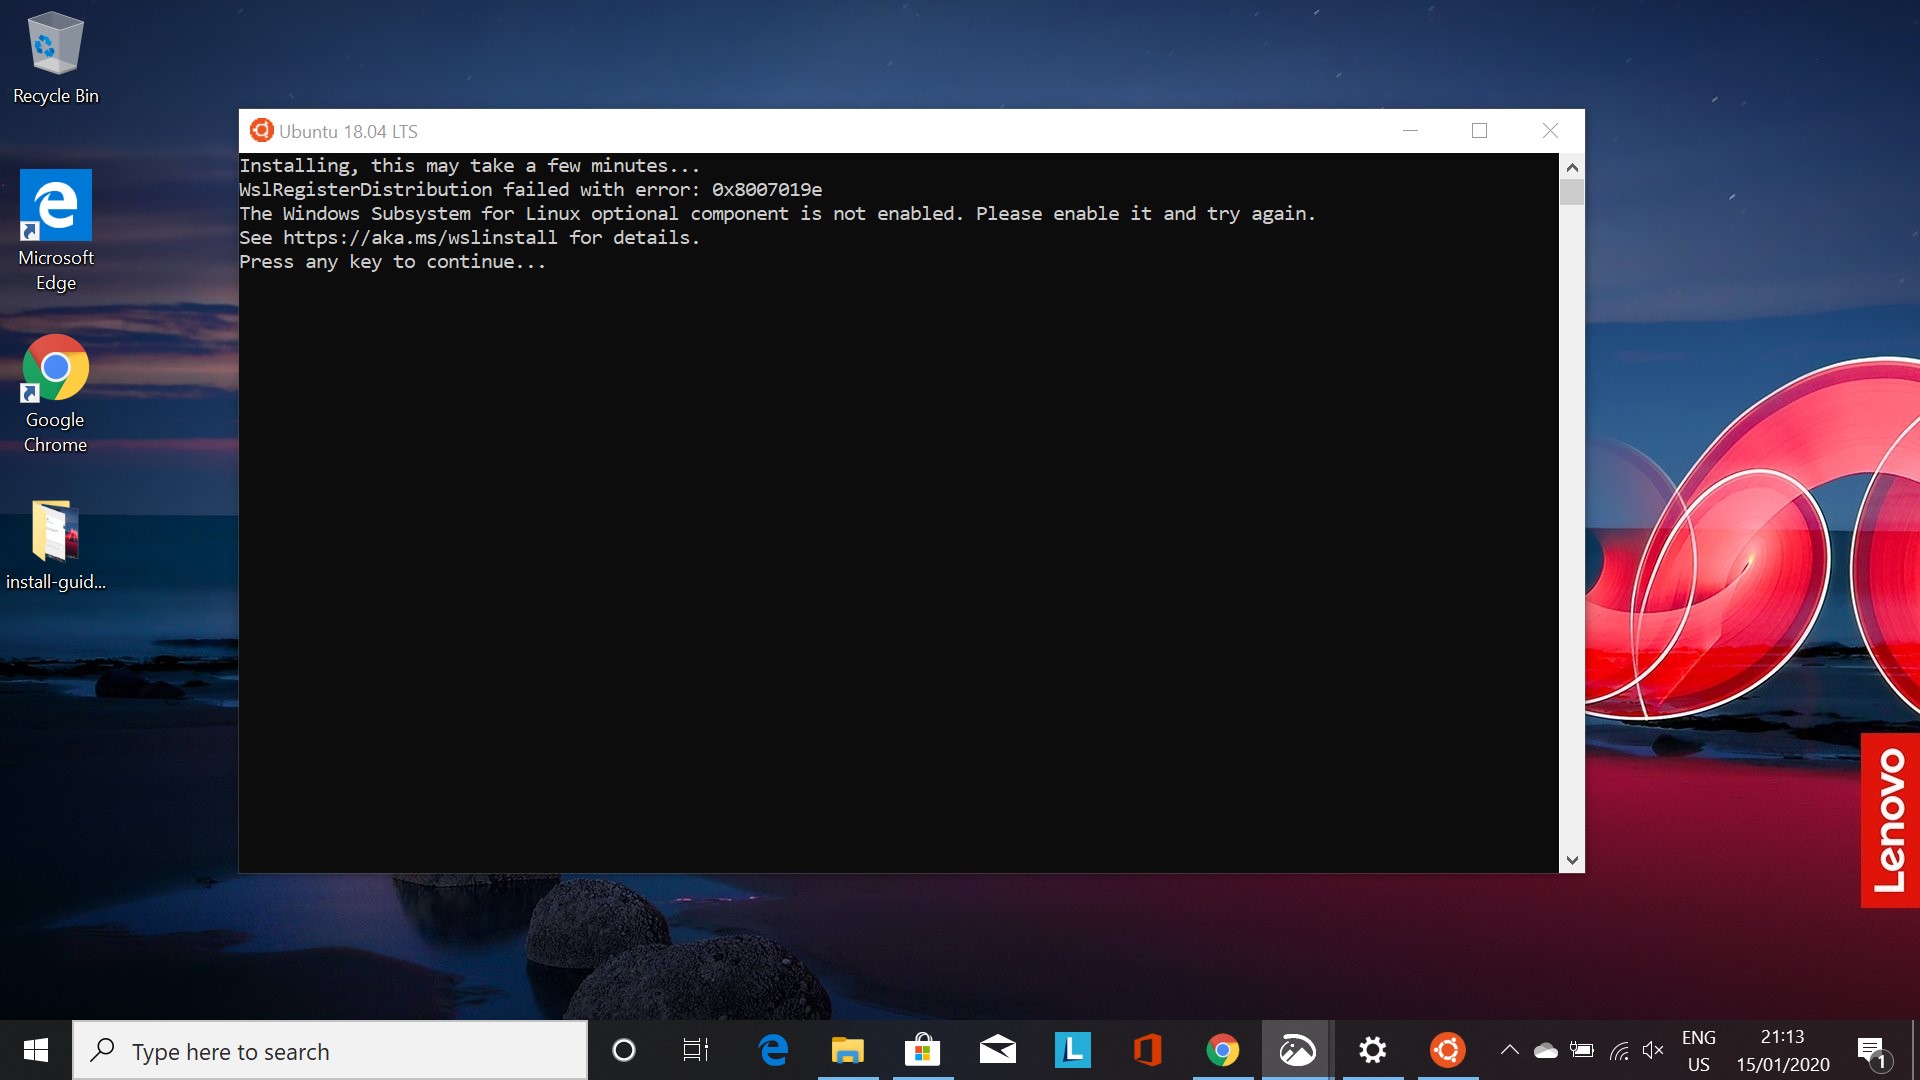 Recycle Bin
Microsoft
Edge
Google
Chrome
install-guid...
Ubuntu 18.04 LTS
Installing, this may take a few minutes...
WslRegisterDistribution failed with error: 0x8007019e
The Windows Subsystem for Linux optional component is not enabled. Please enable it and try again.
See https://aka.ms/wslinstall for details.
Press any key to continue...
Lenovo
Type here to search
L
ENG
US
21:13
15/01/2020
1